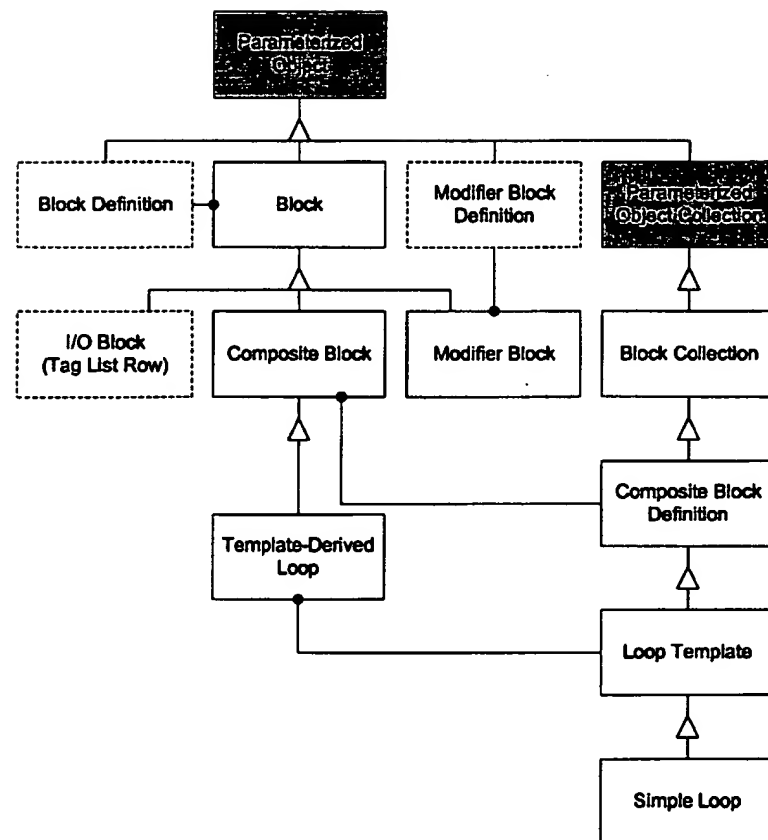 Parameterized
Object
Block Definition
Block
Modifier Block
Definition
Parameterized
Object Collection
I/O Block
(Tag List Row)
Composite Block
Modifier Block
Block Collection
Composite Block
Definition
Template-Derived
Loop
Loop Template
Simple Loop